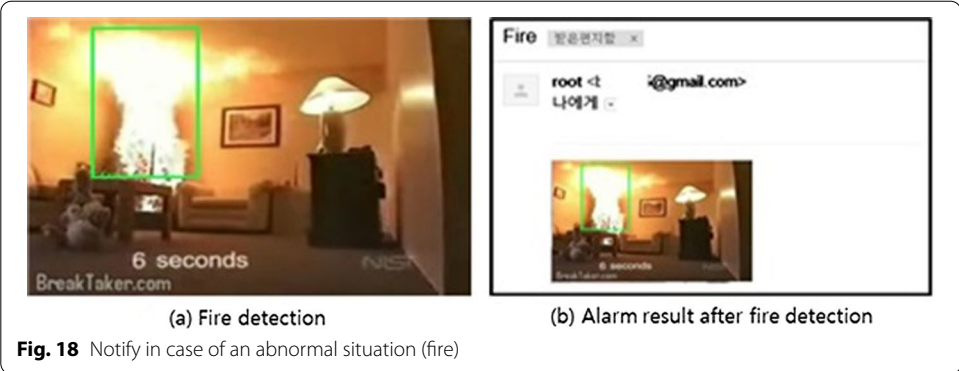 6 seconds
NIST
BreakTaker.com
Fire 받은편지함 ×
root <t @gmail.com>
나에게
6 seconds
BreakTaker.com
(a) Fire detection
(b) Alarm result after fire detection
Fig. 18 Notify in case of an abnormal situation (fire)